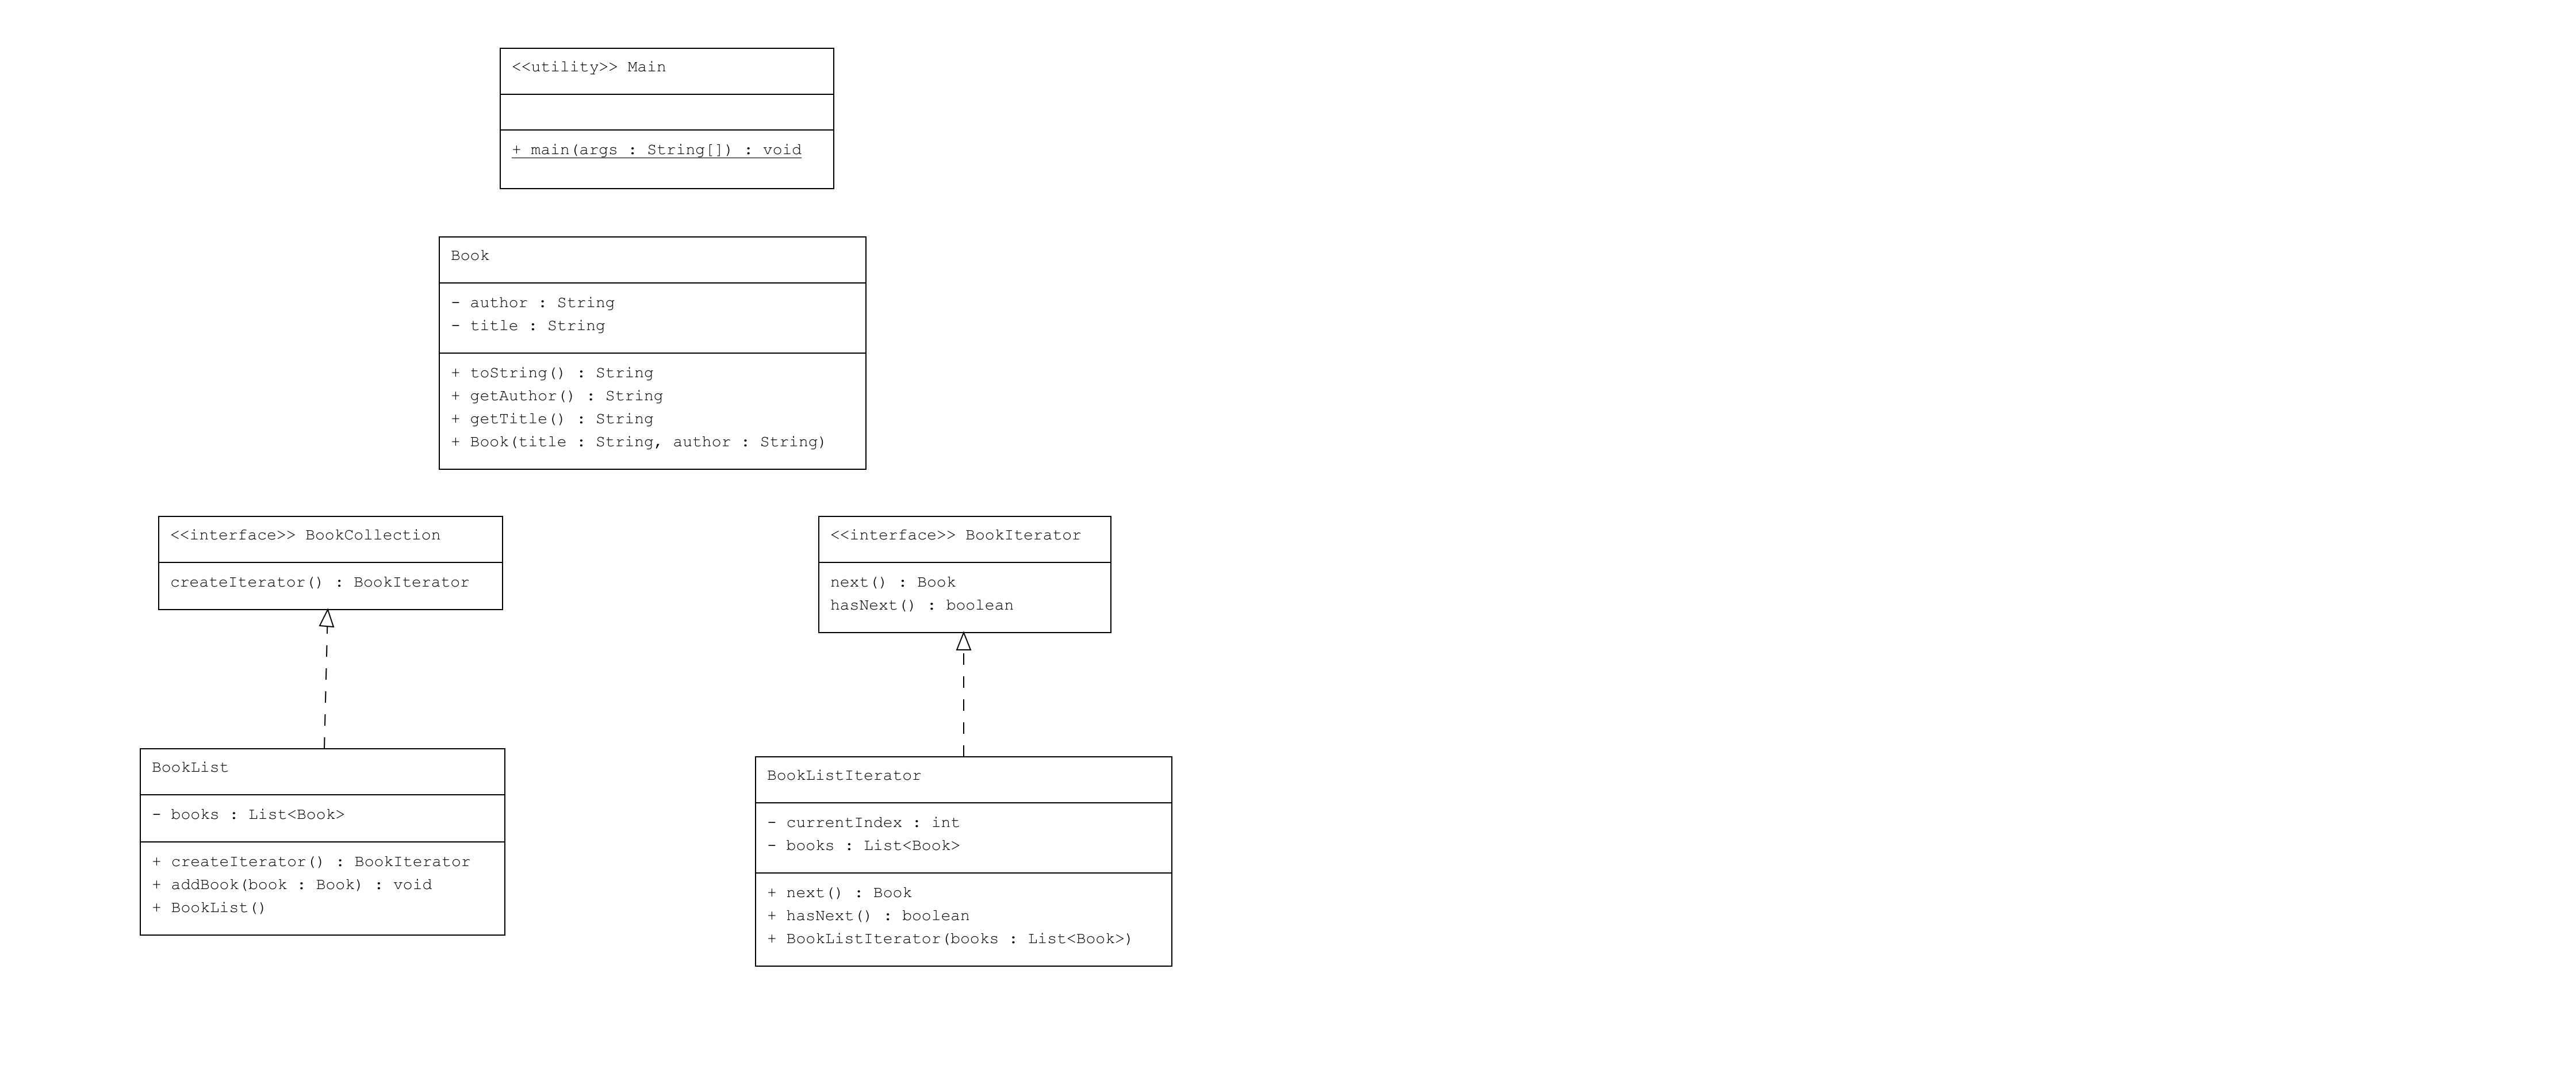 <<utility>> Main
+ main(args : String[]) : void
Book
- author : String
- title : String
+ toString() : String
+ getAuthor() : String
+ getTitle() : String
+ Book(title : String, author : String)
<<interface>> BookCollection
createIterator() : BookIterator
<<interface>> BookIterator
next() : Book
hasNext() : boolean
BookList
- books : List<Book>
+ createIterator() : BookIterator
+ addBook(book : Book) : void
+ BookList()
BookListIterator
- currentIndex : int
- books : List<Book>
+ next() : Book
+ hasNext() : boolean
+ BookListIterator(books : List<Book>)